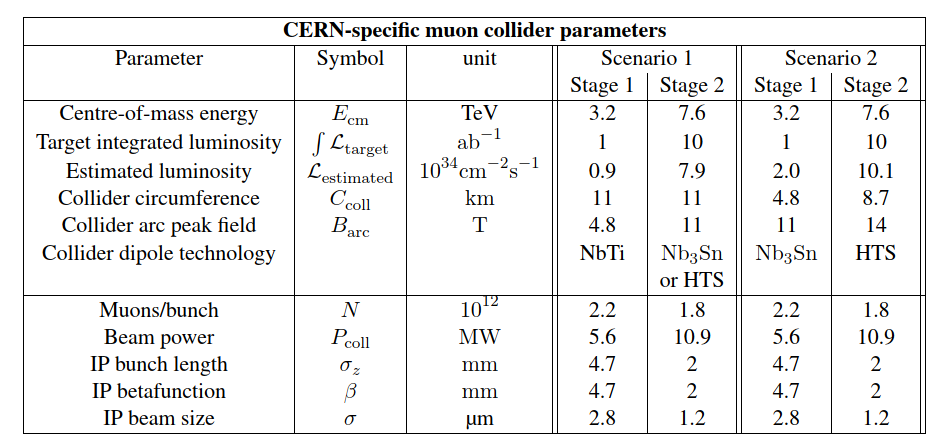 CERN-specific muon collider parameters
Parameter Symbol unit Scenario 1 Scenario 2
Stage 1 Stage 2 Stage 1 Stage 2
Centre-of-mass energy E_cm TeV 3.2 7.6 3.2 7.6
Target integrated luminosity ∫ℒ_target ab⁻¹ 1 10 1 10
Estimated luminosity ℒ_estimated 10³⁴cm⁻²s⁻¹ 0.9 7.9 2.0 10.1
Collider circumference C_coll km 11 11 4.8 8.7
Collider arc peak field B_arc T 4.8 11 11 14
Collider dipole technology NbTi Nb₃Sn Nb₃Sn HTS
or HTS
Muons/bunch N 10¹² 2.2 1.8 2.2 1.8
Beam power P_coll MW 5.6 10.9 5.6 10.9
IP bunch length σ_z mm 4.7 2 4.7 2
IP betafunction β mm 4.7 2 4.7 2
IP beam size σ µm 2.8 1.2 2.8 1.2